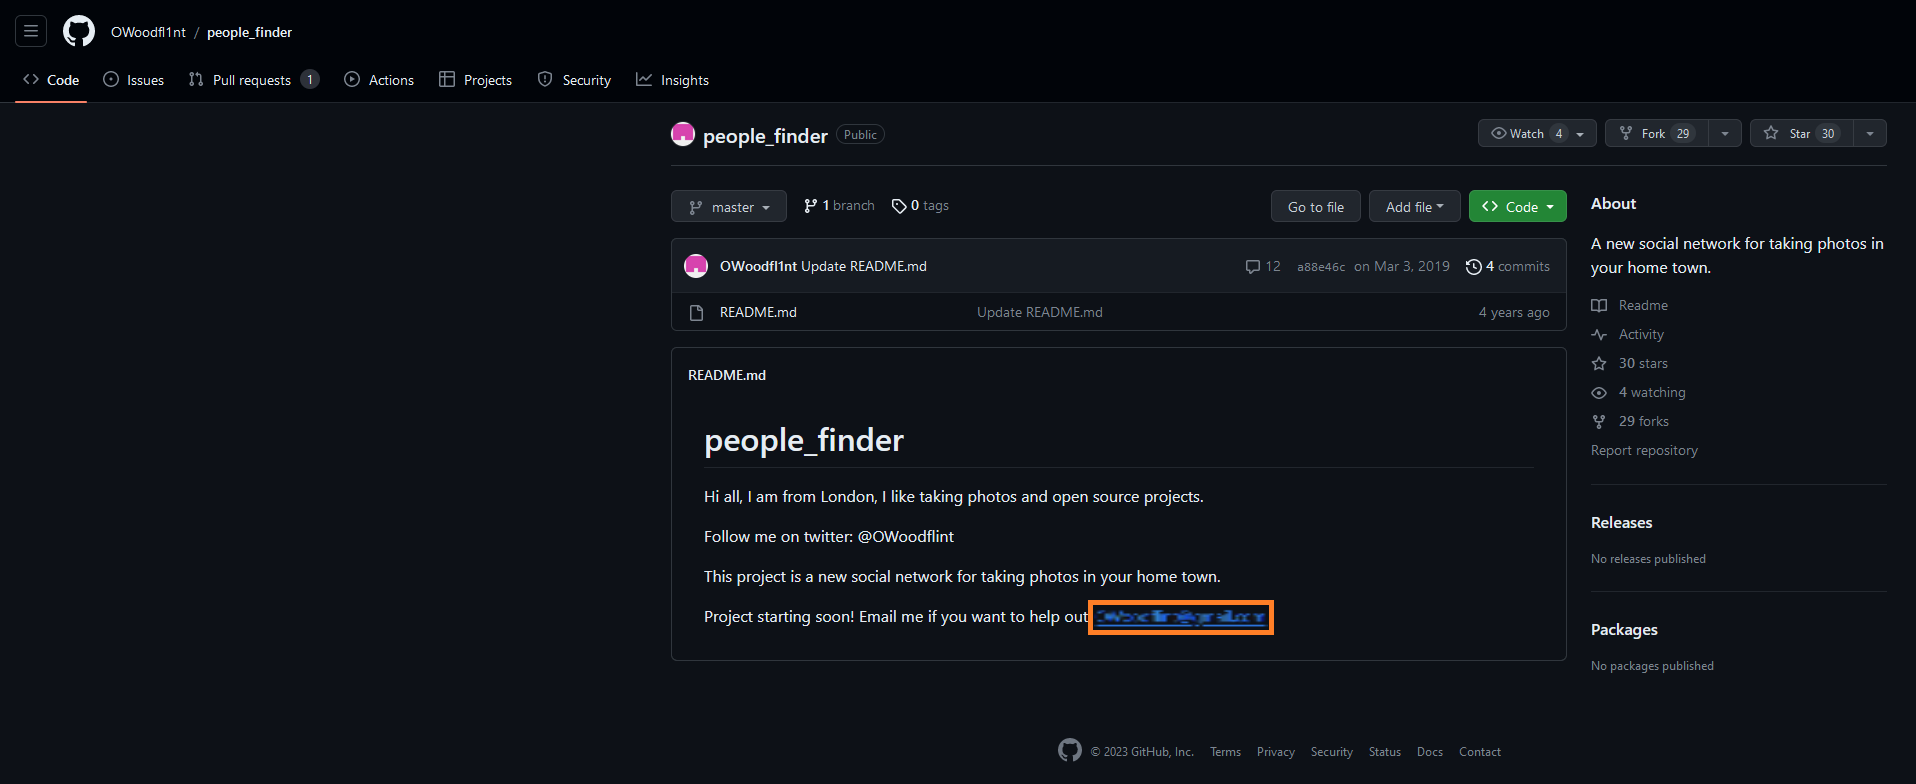 OWoodfl1nt / people_finder
Code Issues Pull requests 1 Actions Projects Security Insights
people_finder Public
Watch 4 Fork 29 Star 30
master 1 branch 0 tags Go to file Add file Code
OWoodfl1nt Update README.md 12 a88e46c on Mar 3, 2019 4 commits
README.md Update README.md 4 years ago
README.md
people_finder
Hi all, I am from London, I like taking photos and open source projects.
Follow me on twitter: @OWoodflint
This project is a new social network for taking photos in your home town.
Project starting soon! Email me if you want to help out
About
A new social network for taking photos in
your home town.
Readme
Activity
30 stars
4 watching
29 forks
Report repository
Releases
No releases published
Packages
No packages published
© 2023 GitHub, Inc. Terms Privacy Security Status Docs Contact